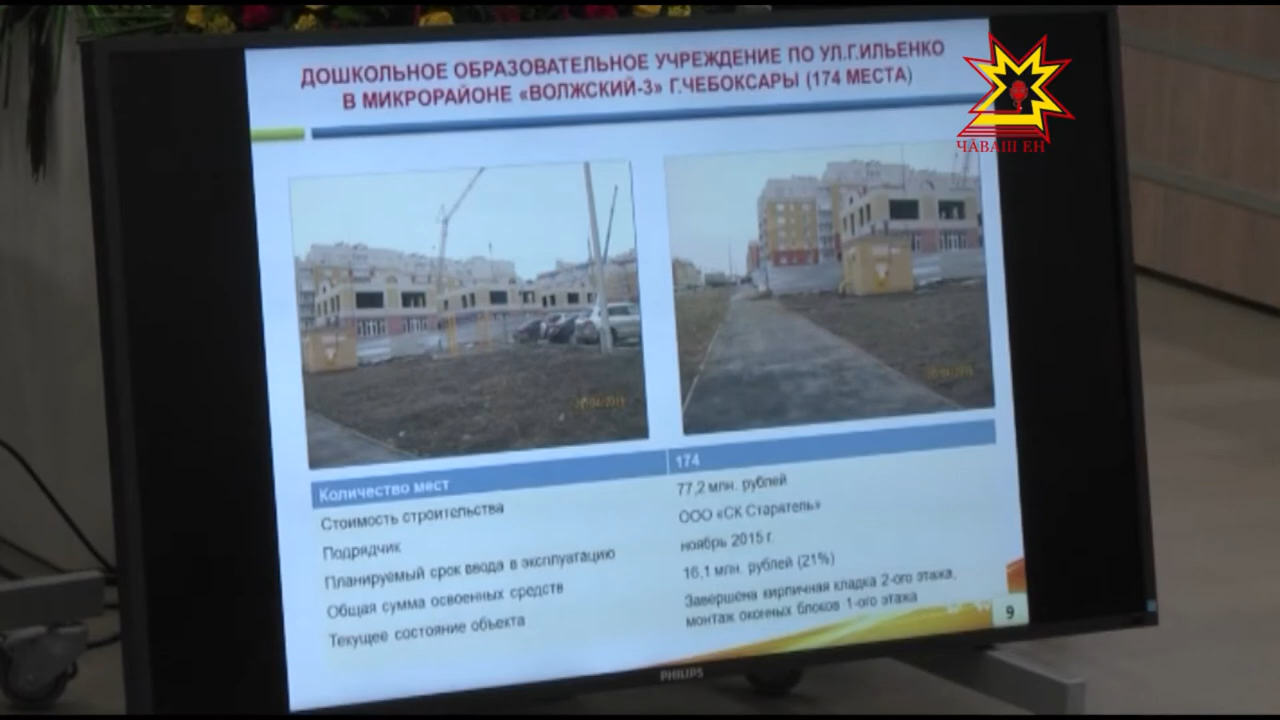 ДОШКОЛЬНОЕ ОБРАЗОВАТЕЛЬНОЕ УЧРЕЖДЕНИЕ ПО УЛ.Г.ИЛЬЕНКО
В МИКРОРАЙОНЕ «ВОЛЖСКИЙ-3» Г.ЧЕБОКСАРЫ (174 МЕСТА)
ЧӐВАШ ЕН
Количество мест 174
Стоимость строительства 77,2 млн. рублей
Подрядчик ООО «СК Старатель»
Планируемый срок ввода в эксплуатацию ноябрь 2015 г.
Общая сумма освоенных средств 16,1 млн. рублей (21%)
Текущее состояние объекта Завершена кирпичная кладка 2-ого этажа,
монтаж оконных блоков 1-ого этажа
9
PHILIPS